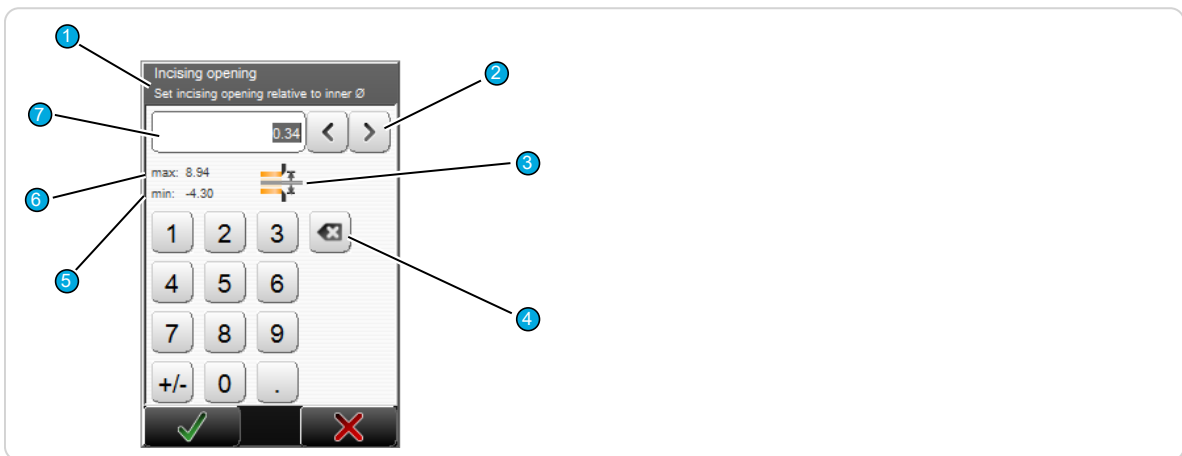 1
Incising opening
Set incising opening relative to inner Ø
2
7
0.34
max: 8.94
3
min: -4.30
6
1 2 3
5
4 5 6
4
7 8 9
+/- 0 .